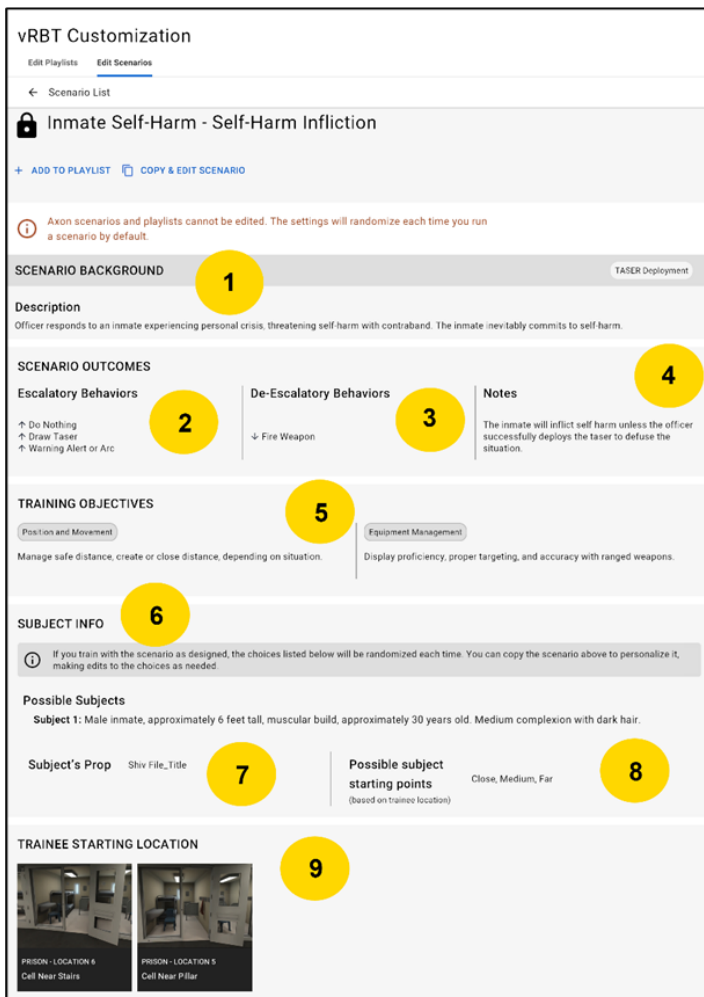 vRBT Customization
Edit Playlists Edit Scenarios
← Scenario List
Inmate Self-Harm - Self-Harm Infliction
+ ADD TO PLAYLIST COPY & EDIT SCENARIO
Axon scenarios and playlists cannot be edited. The settings will randomize each time you run
a scenario by default.
SCENARIO BACKGROUND
1
TASER Deployment
Description
Officer responds to an inmate experiencing personal crisis, threatening self-harm with contraband. The inmate inevitably commits to self-harm.
SCENARIO OUTCOMES
4
Escalatory Behaviors
2
↑ Do Nothing
↑ Draw Taser
↑ Warning Alert or Arc
De-Escalatory Behaviors
3
↓ Fire Weapon
Notes
The inmate will inflict self harm unless the officer
successfully deploys the taser to defuse the
situation.
TRAINING OBJECTIVES
5
Position and Movement
Manage safe distance, create or close distance, depending on situation.
Equipment Management
Display proficiency, proper targeting, and accuracy with ranged weapons.
6
SUBJECT INFO
If you train with the scenario as designed, the choices listed below will be randomized each time. You can copy the scenario above to personalize it,
making edits to the choices as needed
Possible Subjects
Subject 1: Male inmate, approximately 6 feet tall, muscular build, approximately 30 years old. Medium complexion with dark hair.
Subject's Prop Shiv File_Title
7
Possible subject
starting points
(based on trainee location)
Close, Medium, Far
8
TRAINEE STARTING LOCATION
9
PRISON - LOCATION 6
Cell Near Stairs
PRISON - LOCATION 5
Cell Near Pillar